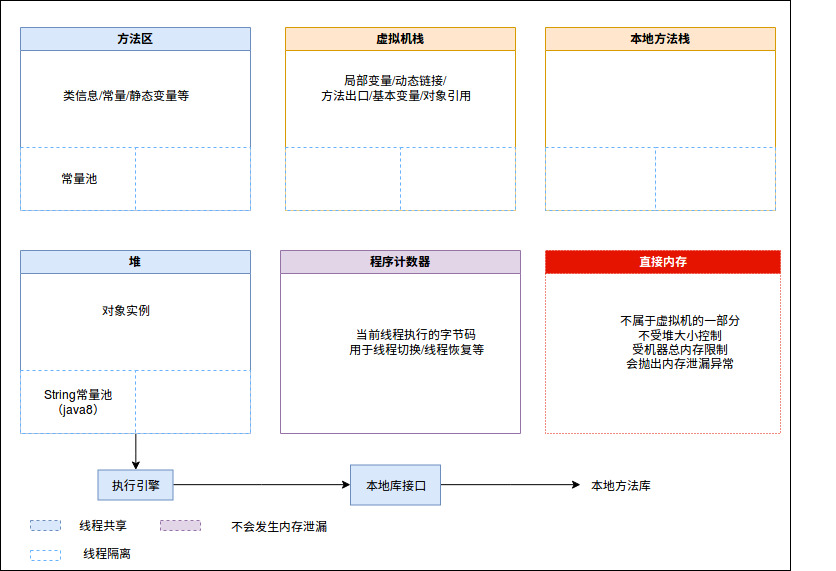 方法区
虚拟机栈
本地方法栈
类信息/常量/静态变量等
局部变量/动态链接/
方法出口/基本变量/对象引用
常量池
堆
程序计数器
直接内存
对象实例
当前线程执行的字节码
用于线程切换/线程恢复等
不属于虚拟机的一部分
不受堆大小控制
受机器总内存限制
会抛出内存泄漏异常
String常量池
（java8）
执行引擎
本地库接口
本地方法库
线程共享
不会发生内存泄漏
线程隔离